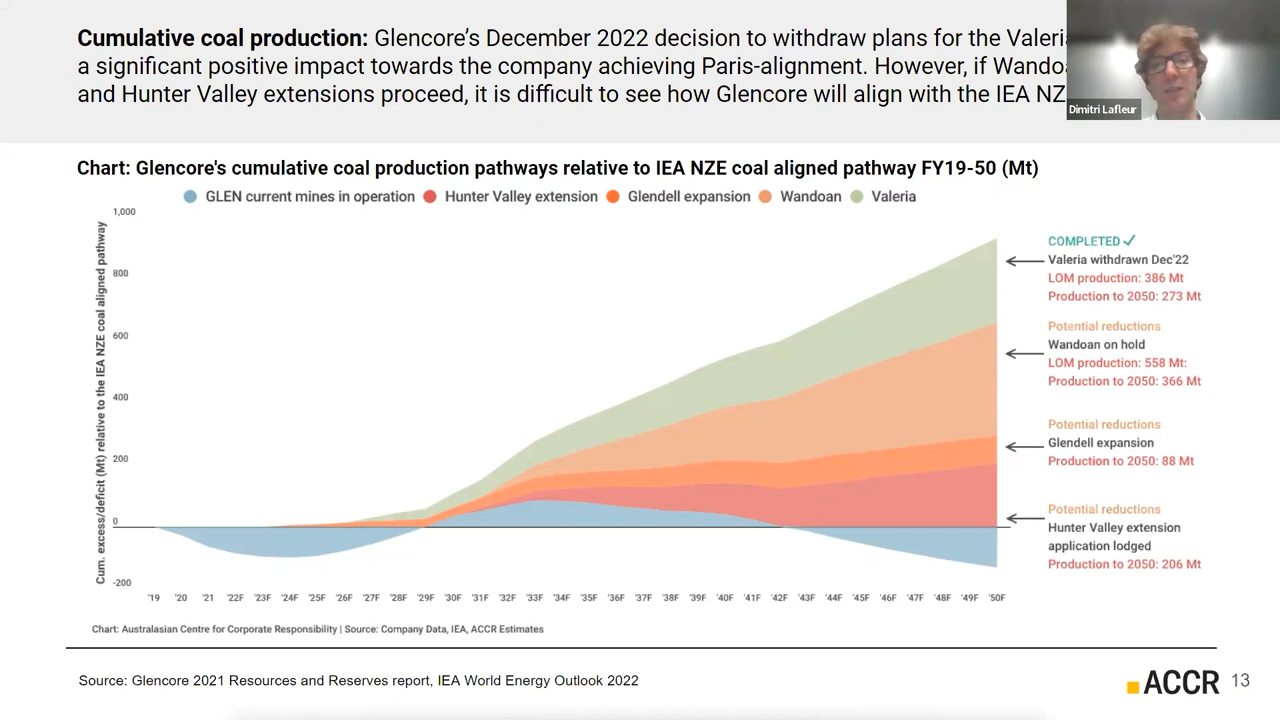 Cumulative coal production: Glencore's December 2022 decision to withdraw plans for the
a significant positive impact towards the company achieving Paris-alignment. However, if
and Hunter Valley extensions proceed, it is difficult to see how Glencore will align with the IEA
Dimitri Lafleur
Chart: Glencore's cumulative coal production pathways relative to IEA NZE coal aligned pathway FY19-50 (Mt)
GLEN current mines in operation Hunter Valley extension Glendell expansion Wandoan Valeria
Cum. excess/deficit (Mt) relative to the IEA NZE coal aligned pathway
1,000
800
600
400
200
0
-200
'19 '20 '21 '22F '23F '24F '25F '26F '27F '28F '29F '30F '31F '32F '33F '34F '35F '36F '37F '38F '39F '40F '41F '42F '43F '44F '45F '46F '47F '48F '49F '50F
COMPLETED
Valeria withdrawn Dec'22
LOM production: 386 Mt
Production to 2050: 273 Mt
Potential reductions
Wandoan on hold
LOM production: 558 Mt:
Production to 2050: 366 Mt
Potential reductions
Glendell expansion
Production to 2050: 88 Mt
Potential reductions
Hunter Valley extension
application lodged
Production to 2050: 206 Mt
Chart: Australasian Centre for Corporate Responsibility | Source: Company Data, IEA, ACCR Estimates
Source: Glencore 2021 Resources and Reserves report, IEA World Energy Outlook 2022
ACCR 13